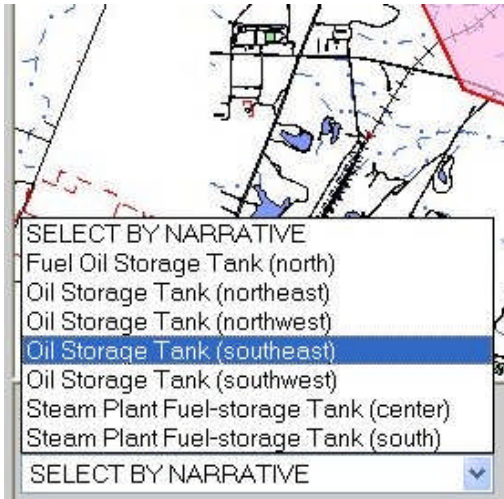 SELECT BY NARRATIVE
Fuel Oil Storage Tank (north)
Oil Storage Tank (northeast)
Oil Storage Tank (northwest)
Oil Storage Tank (southeast)
Oil Storage Tank (southwest)
Steam Plant Fuel-storage Tank (center)
Steam Plant Fuel-storage Tank (south)
SELECT BY NARRATIVE